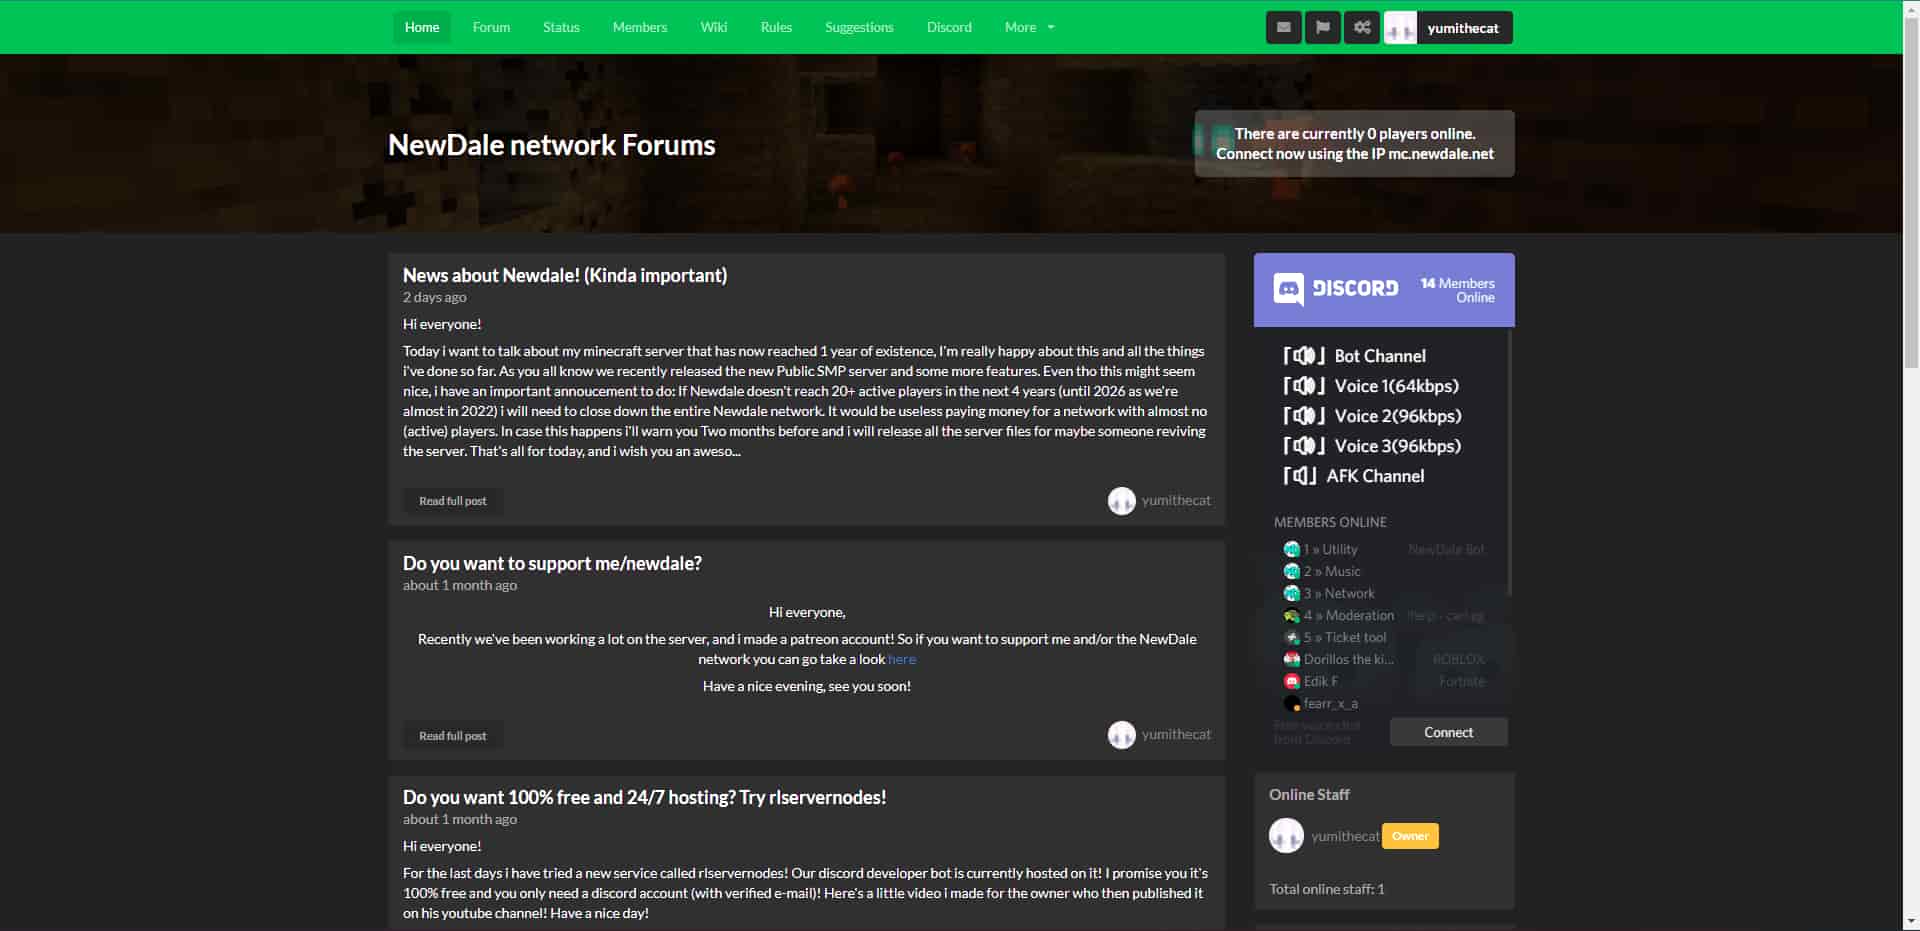 Home Forum Status Members Wiki Rules Suggestions Discord More
yumithecat
NewDale network Forums
There are currently 0 players online.
Connect now using the IP mc.newdale.net
News about Newdale! (Kinda important)
2 days ago
Hi everyone!
Today i want to talk about my minecraft server that has now reached 1 year of existence, I'm really happy about this and all the things
i've done so far. As you all know we recently released the new Public SMP server and some more features. Even tho this might seem
nice, i have an important annoucement to do: If Newdale doesn't reach 20+ active players in the next 4 years (until 2026 as we're
almost in 2022) i will need to close down the entire Newdale network. It would be useless paying money for a network with almost no
(active) players. In case this happens i'll warn you Two months before and i will release all the server files for maybe someone reviving
the server. That's all for today, and i wish you an aweso...
Read full post
yumithecat
Do you want to support me/newdale?
about 1 month ago
Hi everyone,
Recently we've been working a lot on the server, and i made a patreon account! So if you want to support me and/or the NewDale
network you can go take a look here
Have a nice evening, see you soon!
Read full post
yumithecat
Do you want 100% free and 24/7 hosting? Try rlservernodes!
about 1 month ago
Hi everyone!
For the last days i have tried a new service called rlservernodes! Our discord developer bot is currently hosted on it! I promise you it's
100% free and you only need a discord account (with verified e-mail)! Here's a little video i made for the owner who then published it
on his youtube channel! Have a nice day!
DISCORD
14 Members
Online
「🔊」 Bot Channel
「🔊」 Voice 1(64kbps)
「🔊」 Voice 2(96kbps)
「🔊」 Voice 3(96kbps)
「🔈」 AFK Channel
MEMBERS ONLINE
1 » Utility NewDale Bot
2 » Music
3 » Network
4 » Moderation
5 » Ticket tool
Dorillos the ki... ROBLOX
Edik F Fortnite
fearr_x_a
Free voice chat
from Discord
Connect
Online Staff
yumithecat Owner
Total online staff: 1